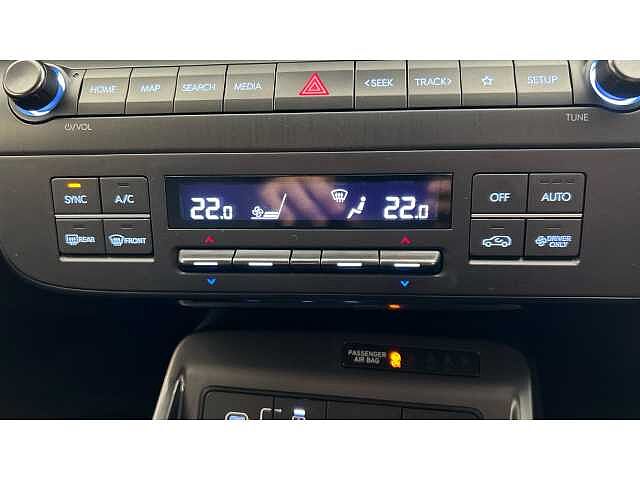 HOME MAP SEARCH MEDIA <SEEK TRACK> SETUP
/VOL TUNE
SYNC A/C 22.0 22.0 OFF AUTO
REAR FRONT DRIVER
ONLY
PASSENGER
AIR BAG